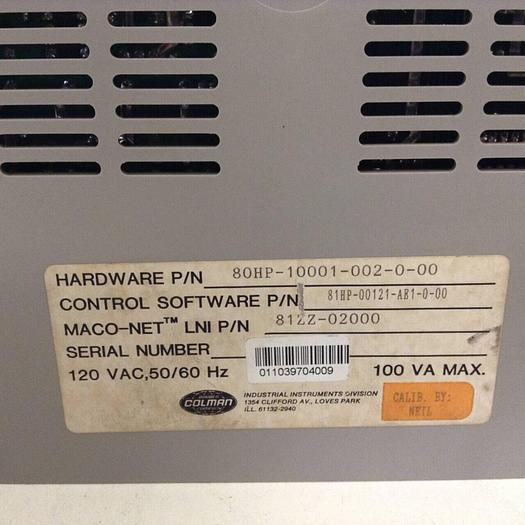 HARDWARE P/N 80HP-10001-002-0-00
CONTROL SOFTWARE P/N 81HP-00121-AE1-0-00
MACO-NET™ LNI P/N 81ZZ-02000
SERIAL NUMBER
011039704009
120 VAC,50/60 Hz
100 VA MAX.
COLMAN
INDUSTRIAL INSTRUMENTS DIVISION
1354 CLIFFORD AV., LOVES PARK
ILL. 61132-2940
CALIB. BY:
NEIL